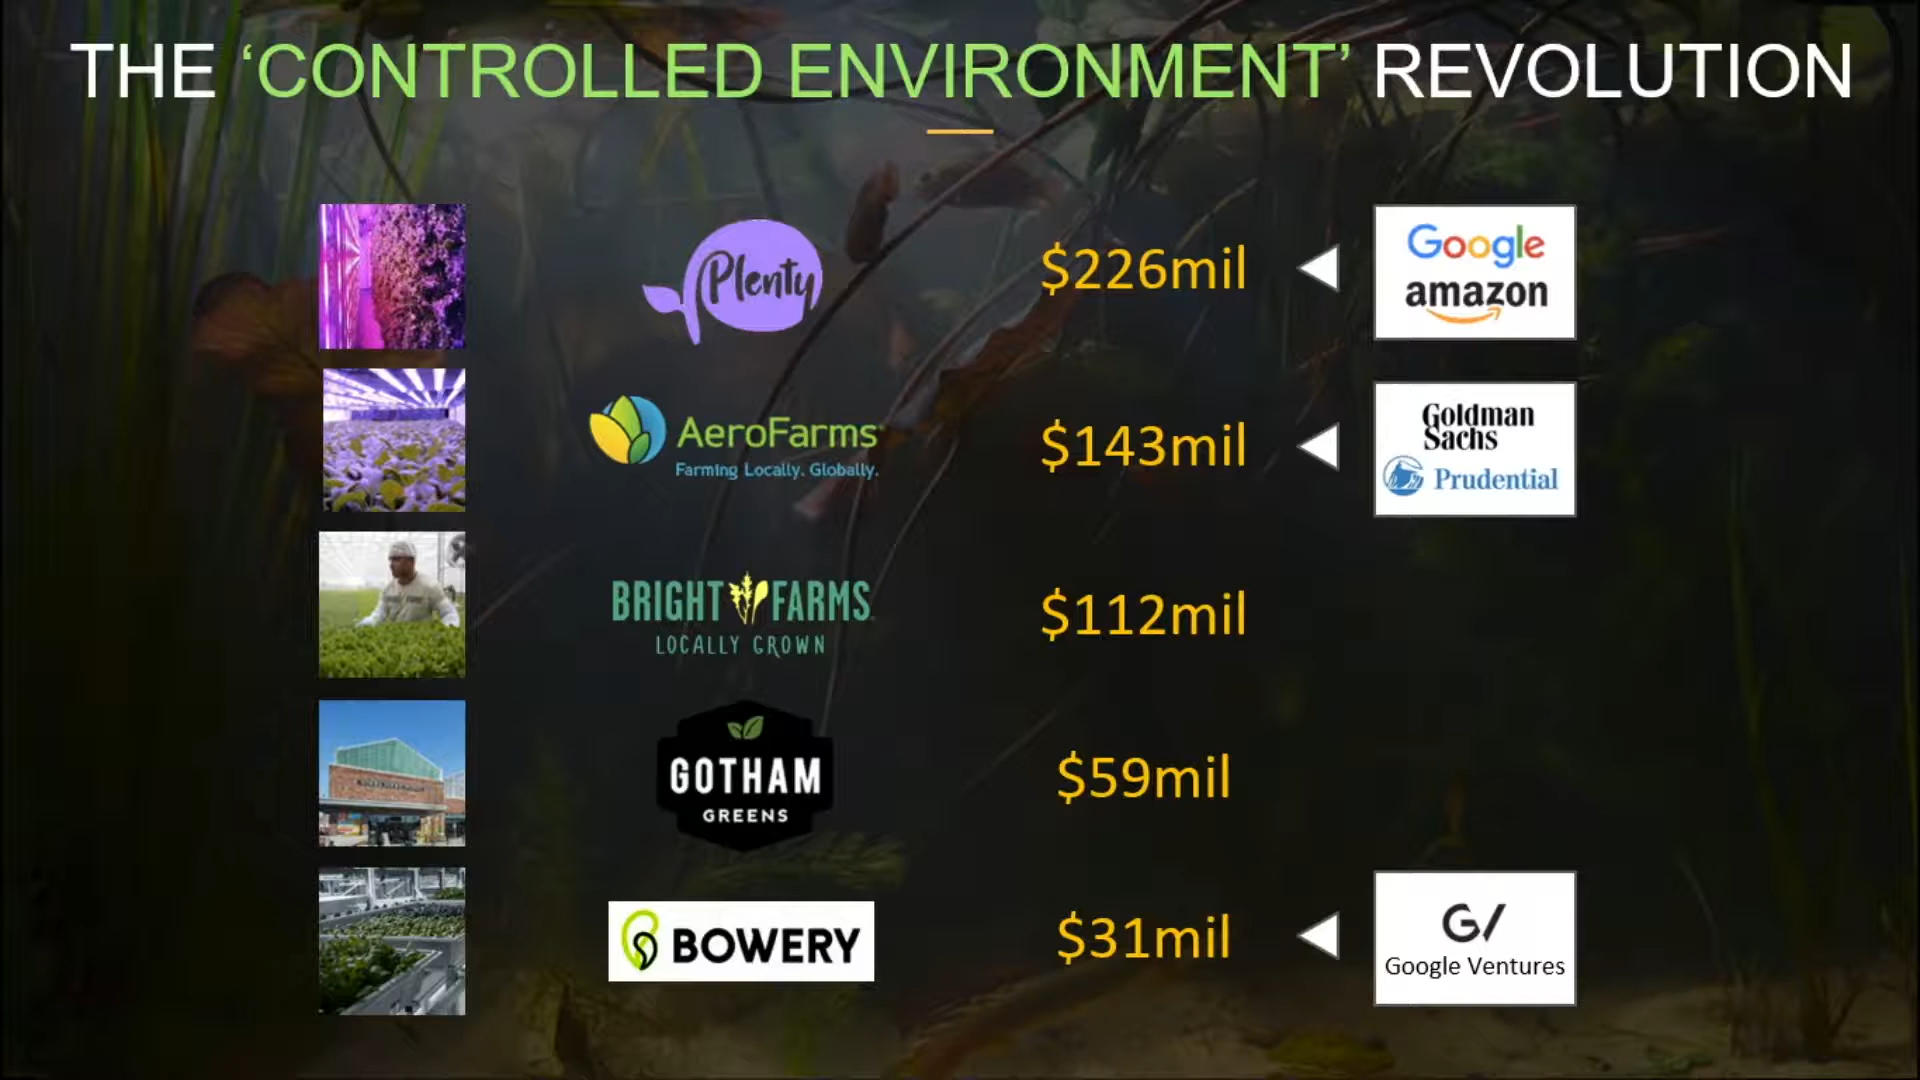 THE ‘CONTROLLED ENVIRONMENT’ REVOLUTION
Plenty
$226mil
Google
amazon
AeroFarms
Farming Locally. Globally.
$143mil
Goldman
Sachs
Prudential
BRIGHT FARMS
LOCALLY GROWN
$112mil
GOTHAM
GREENS
$59mil
BOWERY
$31mil
G/
Google Ventures